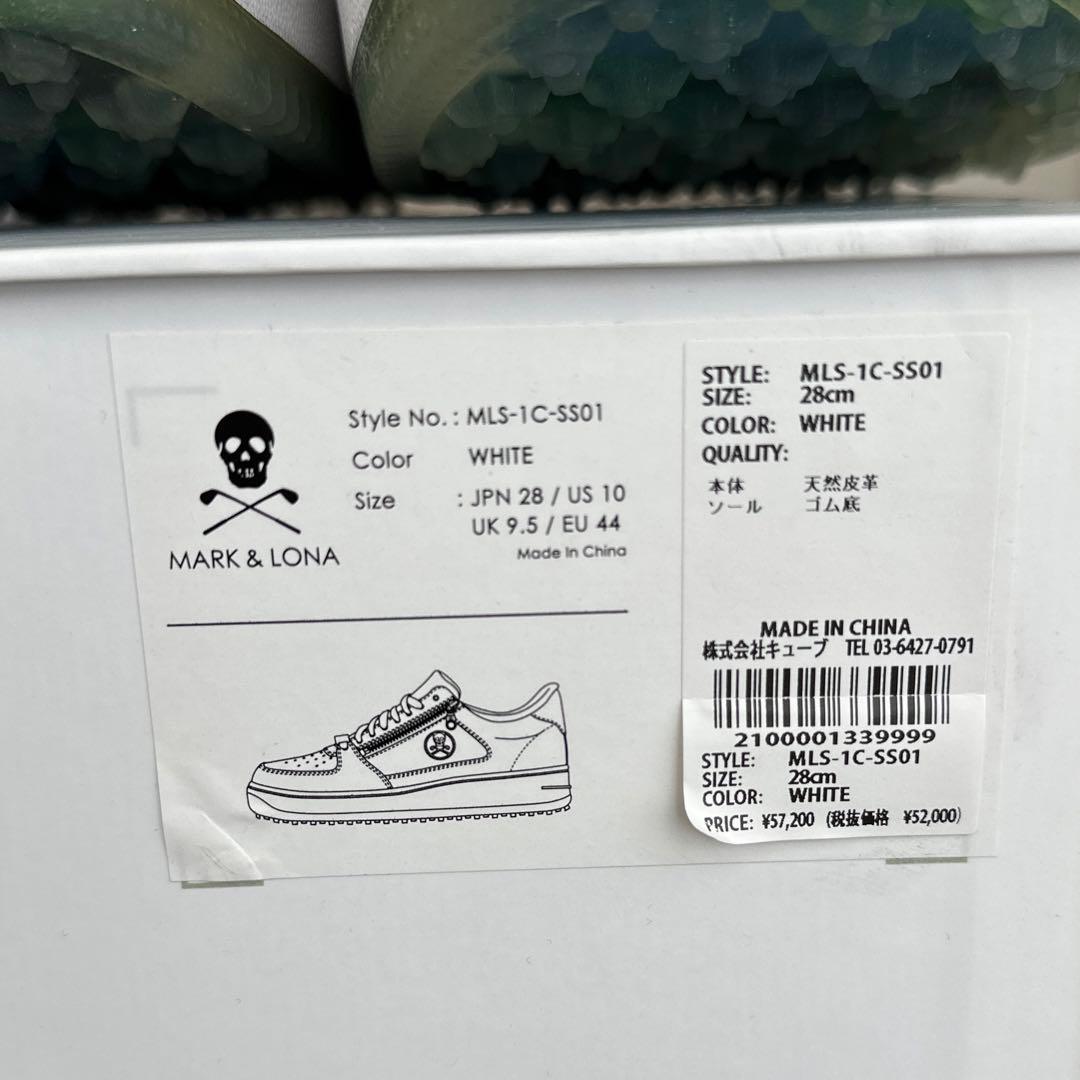 MARK & LONA
Style No. : MLS-1C-SS01
Color WHITE
Size : JPN 28 / US 10
UK 9.5 / EU 44
Made In China
STYLE: MLS-1C-SS01
SIZE: 28cm
COLOR: WHITE
QUALITY:
本体 天然皮革
ソール ゴム底
MADE IN CHINA
株式会社キューブ TEL 03-6427-0791
2100001339999
STYLE: MLS-1C-SS01
SIZE: 28cm
COLOR: WHITE
PRICE: ¥57,200 (税抜価格 ¥52,000)